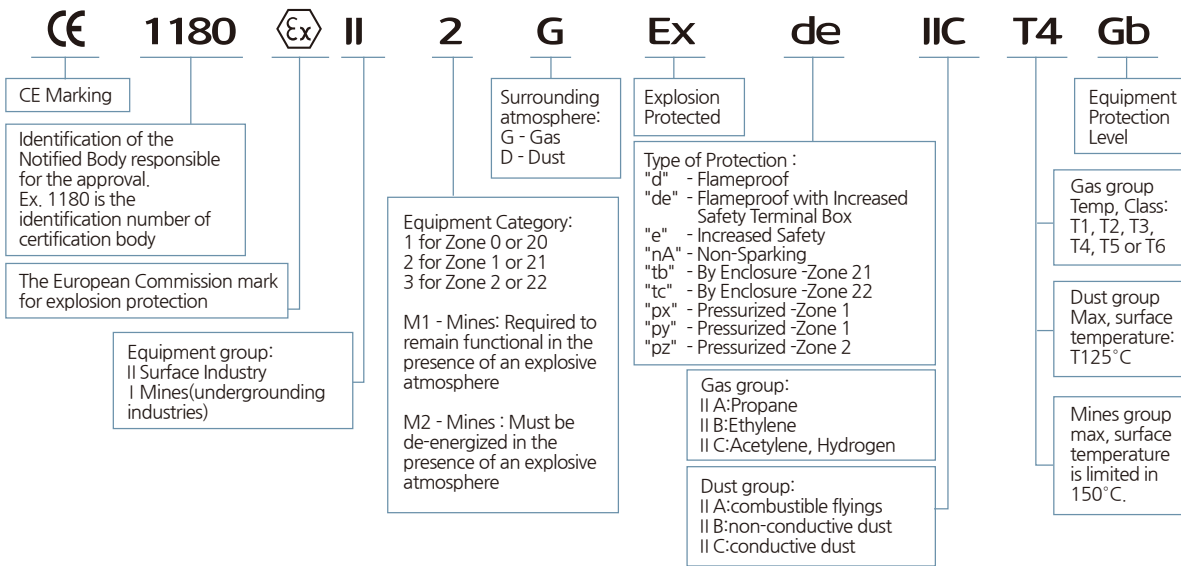 CE 1180 Ex II 2 G Ex de IIC T4 Gb
CE Marking
Identification of the
Notified Body responsible
for the approval.
Ex. 1180 is the
identification number of
certification body
The European Commission mark
for explosion protection
Equipment group:
II Surface Industry
I Mines(undergrounding
industries)
Equipment Category:
1 for Zone 0 or 20
2 for Zone 1 or 21
3 for Zone 2 or 22
M1 - Mines: Required to
remain functional in the
presence of an explosive
atmosphere
M2 - Mines : Must be
de-energized in the
presence of an explosive
atmosphere
Surrounding
atmosphere:
G - Gas
D - Dust
Explosion
Protected
Type of Protection :
"d" - Flameproof
"de" - Flameproof with Increased
Safety Terminal Box
"e" - Increased Safety
"nA" - Non-Sparking
"tb" - By Enclosure -Zone 21
"tc" - By Enclosure -Zone 22
"px" - Pressurized -Zone 1
"py" - Pressurized -Zone 1
"pz" - Pressurized -Zone 2
Gas group:
II A:Propane
II B:Ethylene
II C:Acetylene, Hydrogen
Dust group:
II A:combustible flyings
II B:non-conductive dust
II C:conductive dust
Equipment
Protection
Level
Gas group
Temp, Class:
T1, T2, T3,
T4, T5 or T6
Dust group
Max, surface
temperature:
T125°C
Mines group
max, surface
temperature
is limited in
150°C.